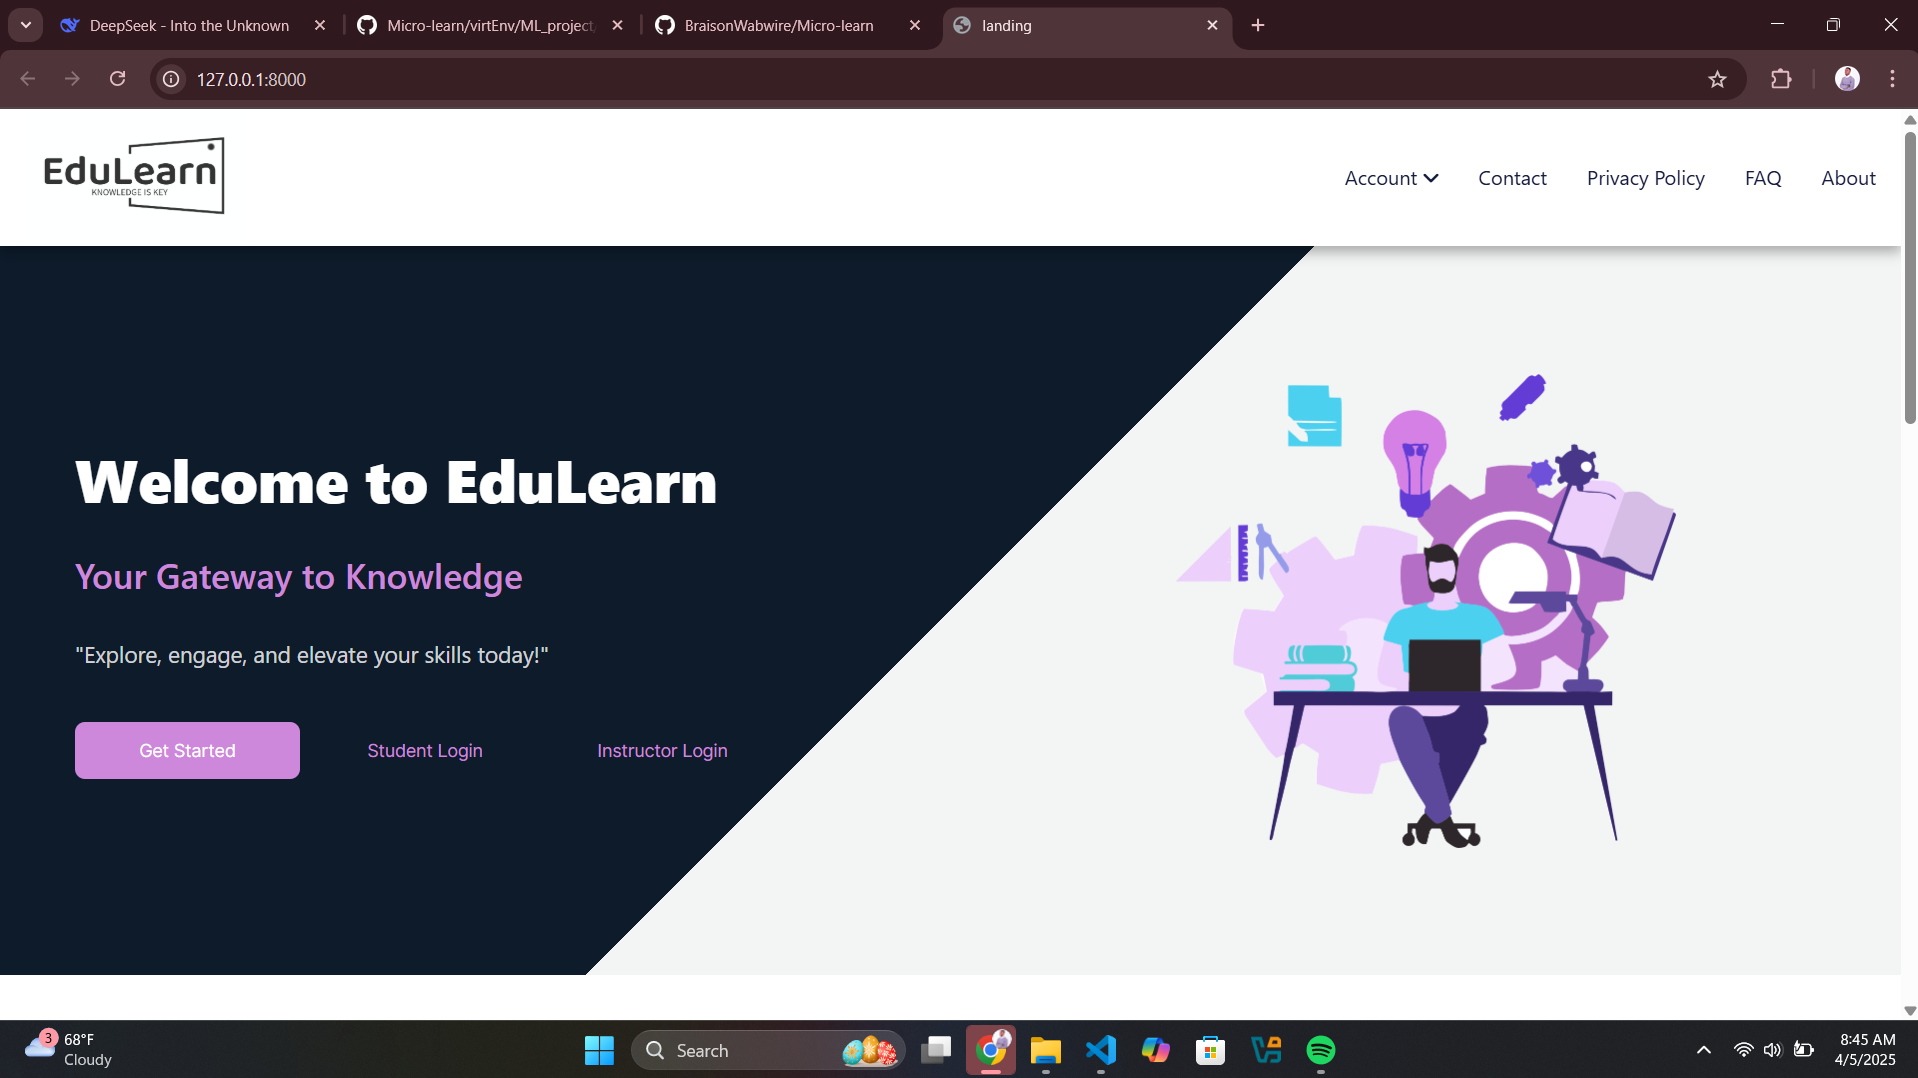 DeepSeek - Into the Unknown
Micro-learn/virtEnv/ML_project
BraisonWabwire/Micro-learn
landing
127.0.0.1:8000
EduLearn
KNOWLEDGE IS KEY
Account
Contact
Privacy Policy
FAQ
About
Welcome to EduLearn
Your Gateway to Knowledge
"Explore, engage, and elevate your skills today!"
Get Started
Student Login
Instructor Login
3
68°F
Cloudy
Search
8:45 AM
4/5/2025